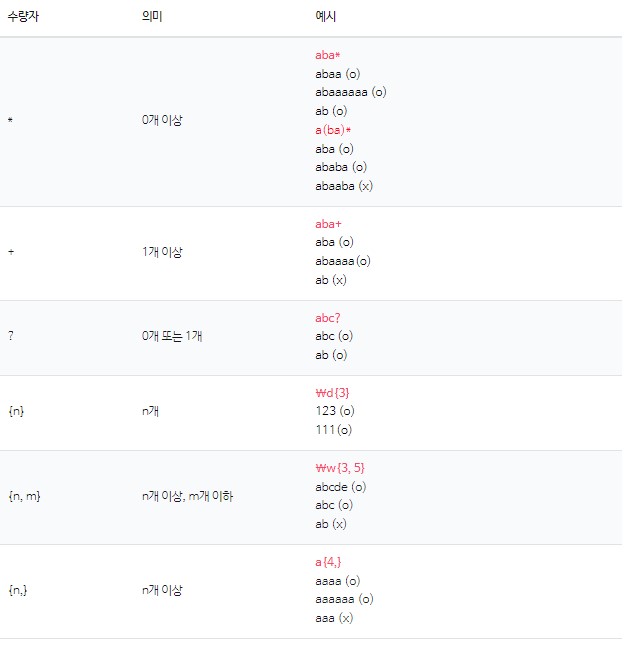 수량자 의미 예시
* 0개 이상
aba*
abaa (o)
abaaaaaa (o)
ab (o)
a(ba)*
aba (o)
ababa (o)
abaaba (x)
+ 1개 이상
aba+
aba (o)
abaaaa(o)
ab (x)
? 0개 또는 1개
abc?
abc (o)
ab (o)
{n} n개
₩d{3}
123 (o)
111(o)
{n, m} n개 이상, m개 이하
₩w{3, 5}
abcde (o)
abc (o)
ab (x)
{n,} n개 이상
a{4,}
aaaa (o)
aaaaaa (o)
aaa (x)